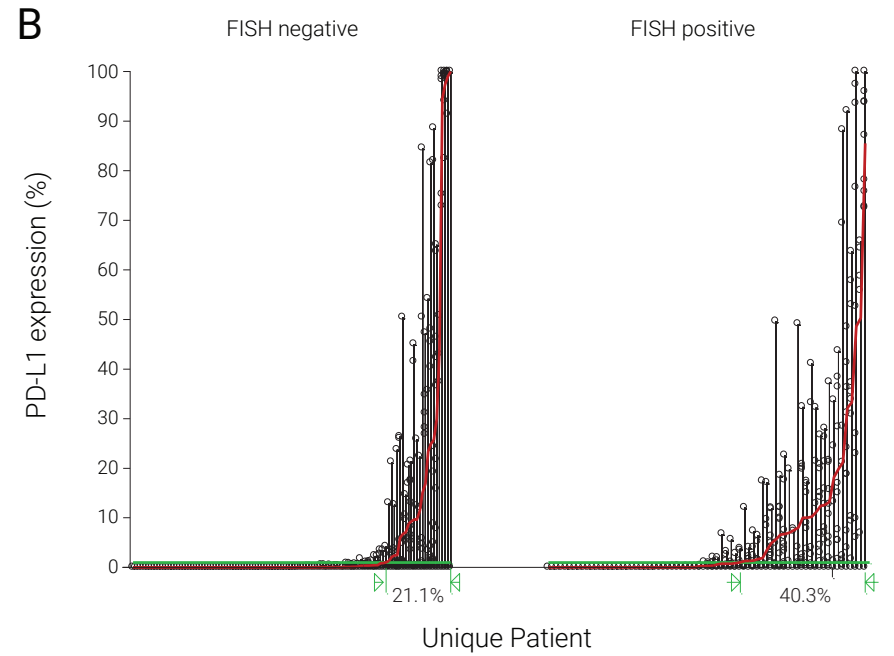 B
FISH negative
FISH positive
PD-L1 expression (%)
100
90
80
70
60
50
40
30
20
10
0
21.1%
40.3%
Unique Patient